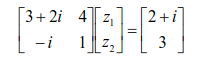 [3 + 2i 4] [z₁] = [2 + i]
[−i 1] [z₂] [3]